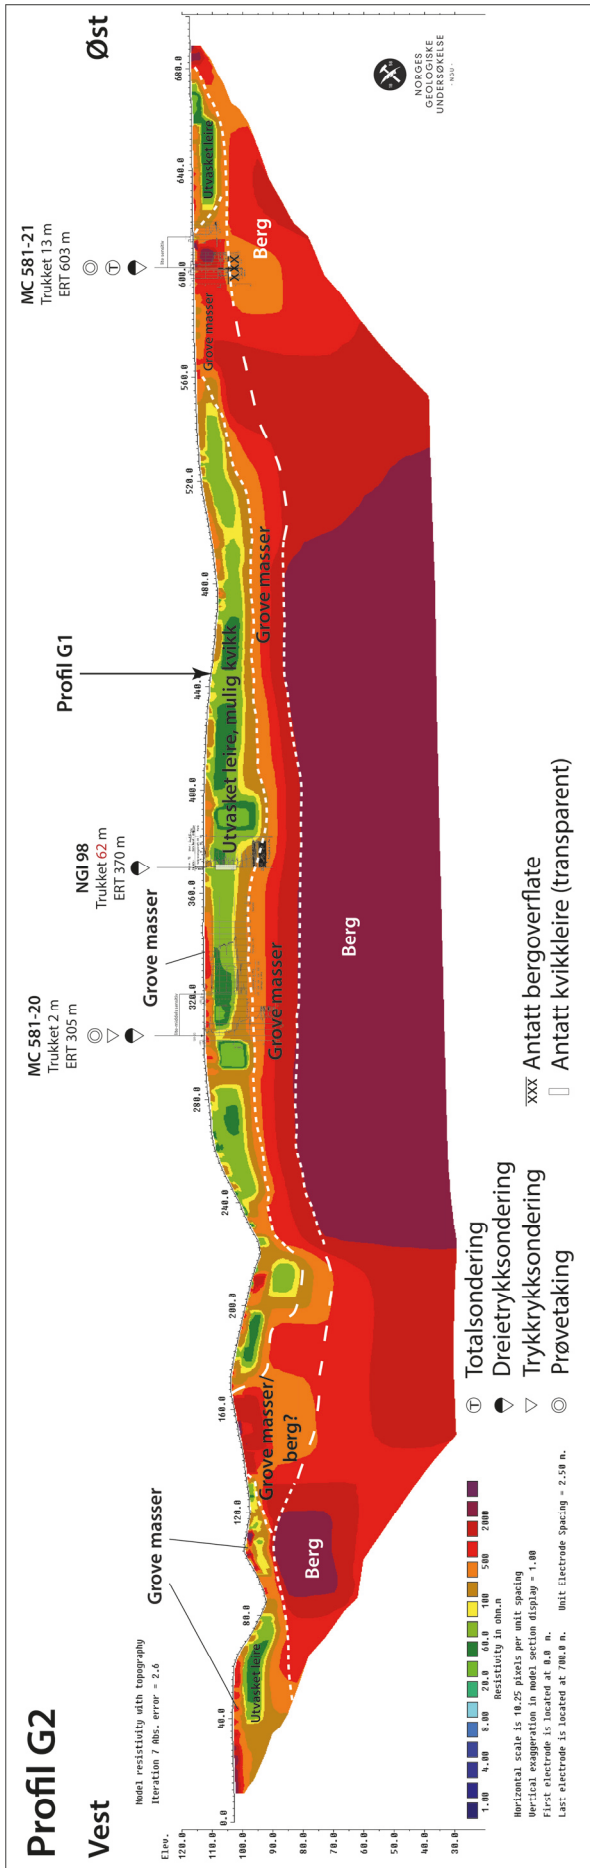 Profil G2
Vest
Øst
Model resistivity with topography
Iteration 7 Abs. error = 2.6
Elev.
120.0
110.0
100.0
90.0
80.0
70.0
60.0
50.0
40.0
30.0
0.0
40.0
80.0
120.0
160.0
200.0
240.0
280.0
320.0
360.0
400.0
440.0
480.0
520.0
560.0
600.0
640.0
680.0
Grove masser
MC 581-20
Trukket 2 m
ERT 305 m
Grove masser
NGI 98
Trukket 62 m
ERT 370 m
Profil G1
MC 581-21
Trukket 13 m
ERT 603 m
Utvasket leire
Berg
Grove masser/
berg?
Grove masser
Utvasket leire, mulig kvikk
Grove masser
Berg
Grove masser
XXX
Berg
Utvasket leire
NORGES
GEOLOGISKE
UNDERSØKELSE
- NGU -
1.00
4.00
8.00
20.0
60.0
100
500
2000
Resistivity in ohm.m
Horizontal scale is 10.25 pixels per unit spacing
Vertical exaggeration in model section display = 1.00
First electrode is located at 0.0 m.
Last electrode is located at 700.0 m.
Unit Electrode Spacing = 2.50 m.
T Totalsondering
Dreietrykksondering
Trykkrykksondering
Prøvetaking
xxx Antatt bergoverflate
Antatt kvikkleire (transparent)